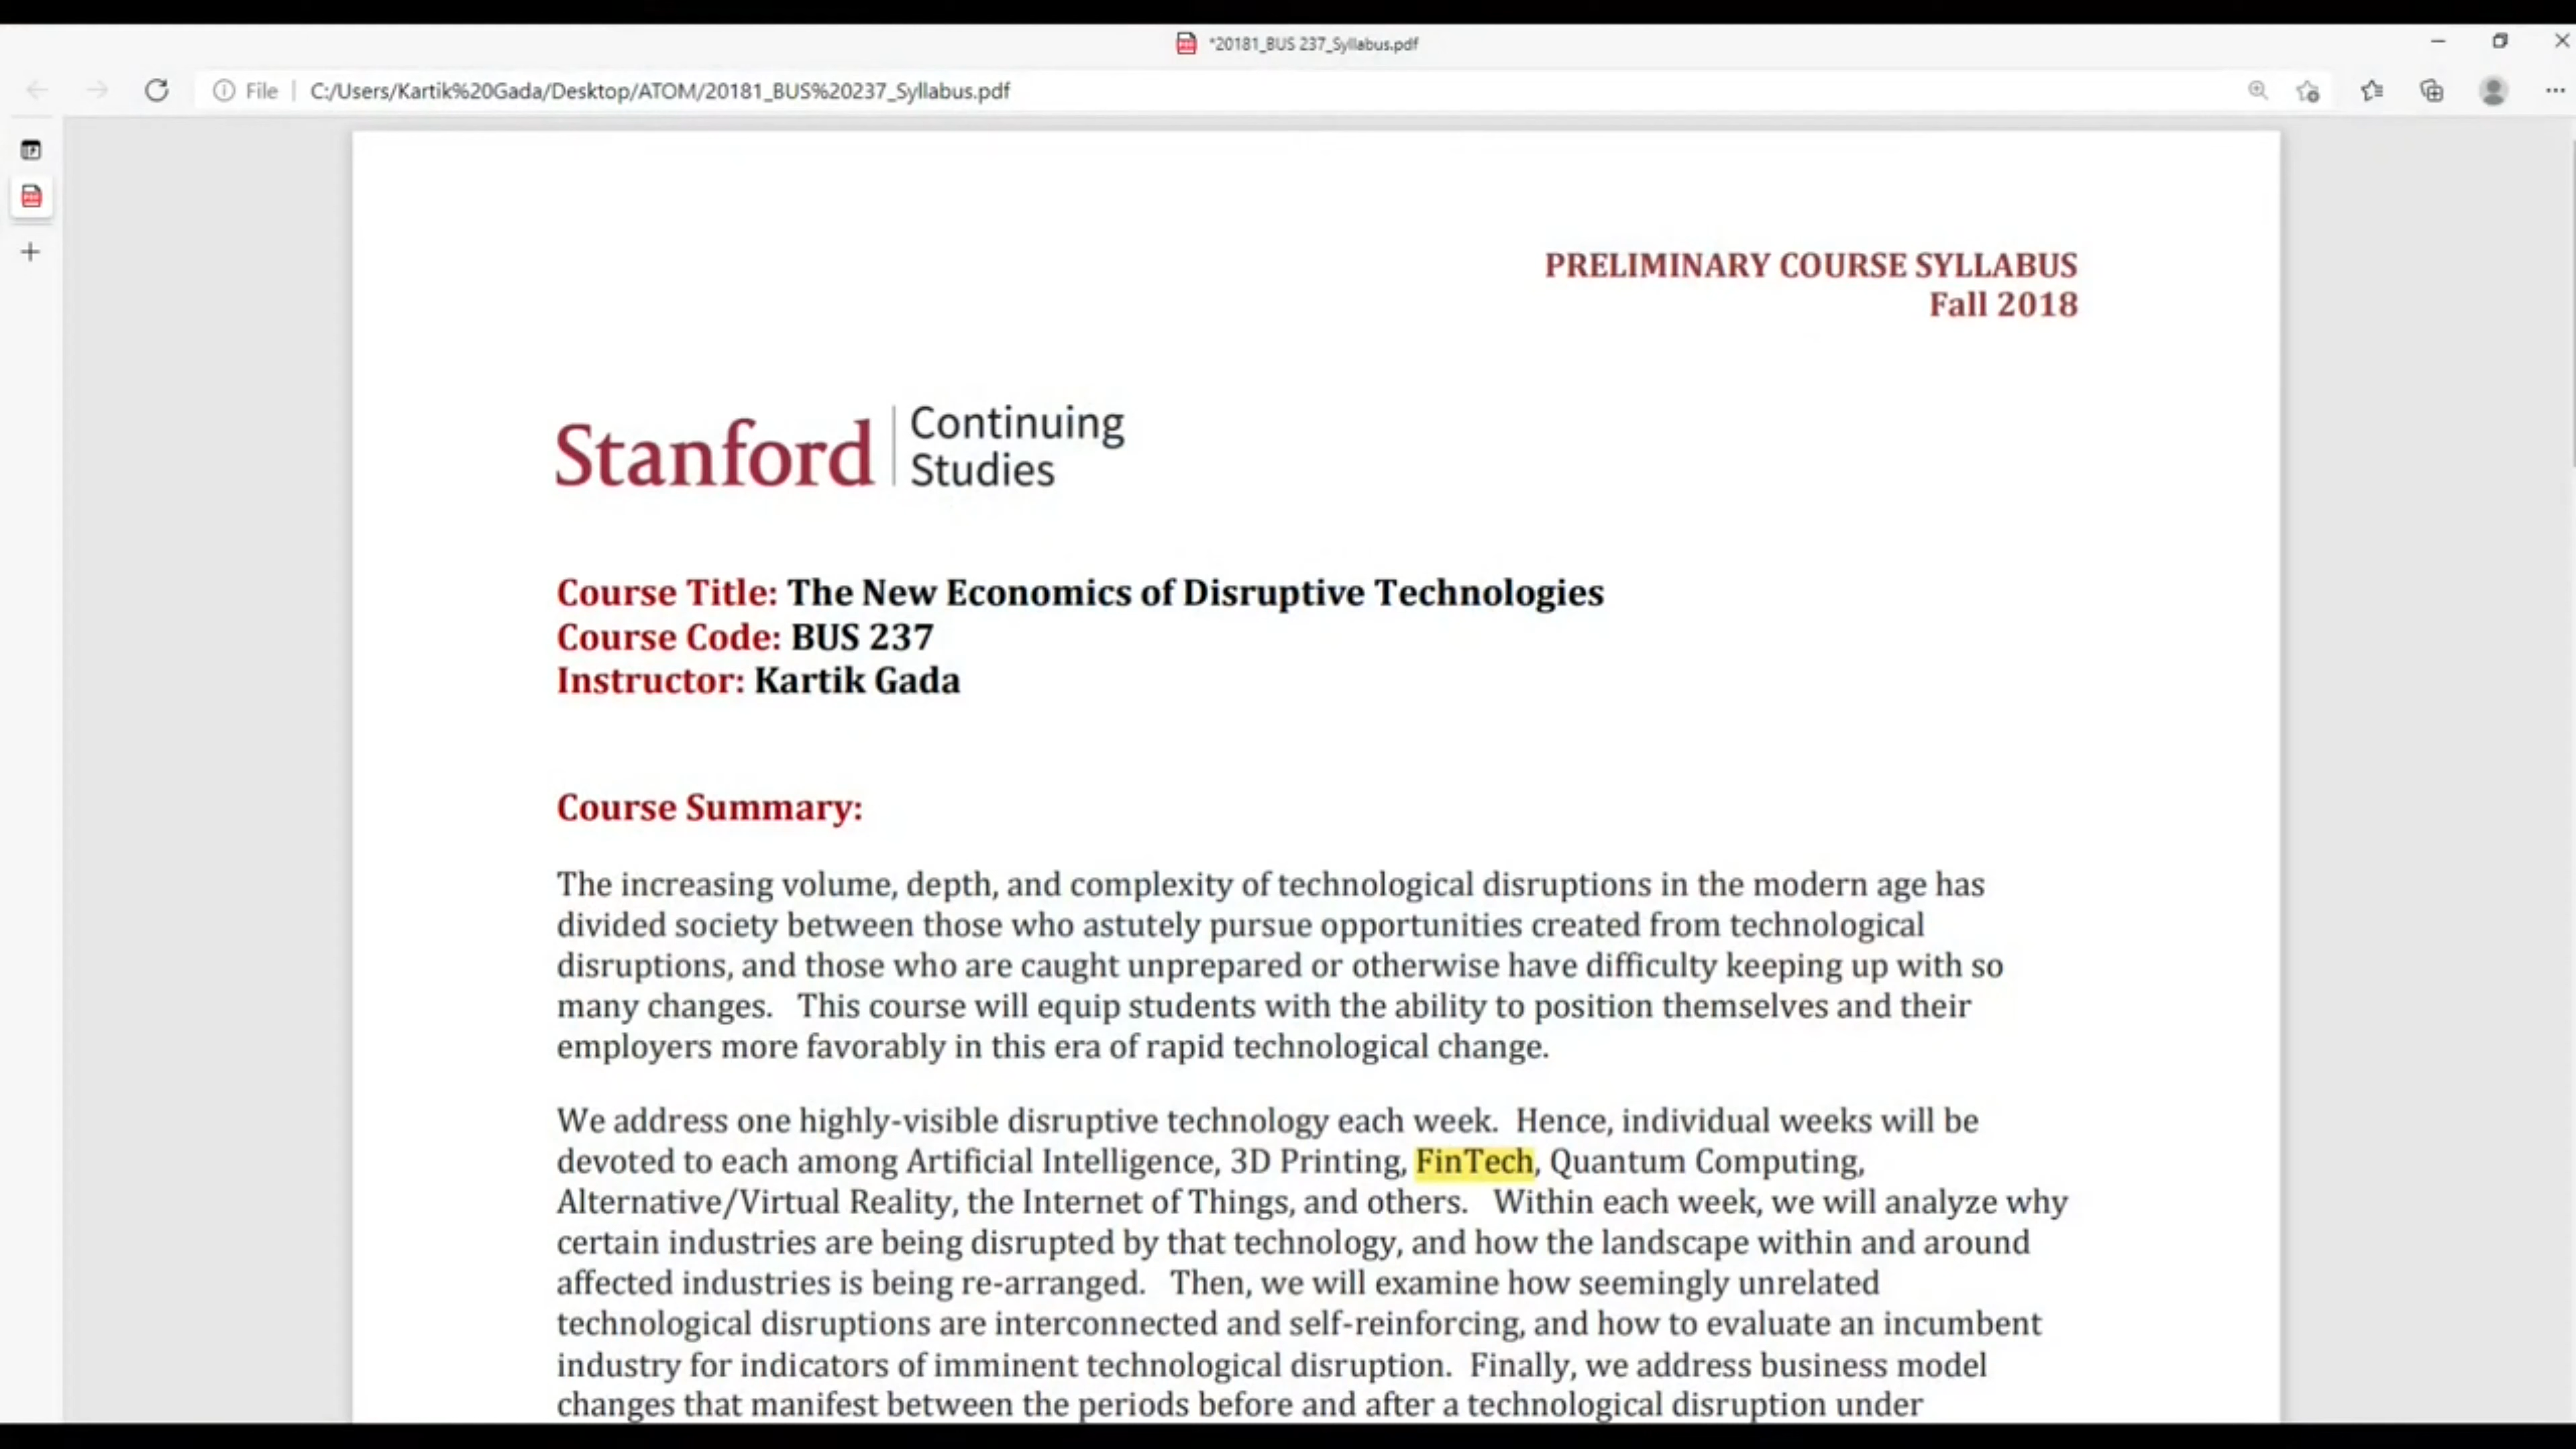 *20181_BUS 237_Syllabus.pdf
File | C:/Users/Kartik%20Gada/Desktop/ATOM/20181_BUS%20237_Syllabus.pdf
PRELIMINARY COURSE SYLLABUS
Fall 2018
Stanford | Continuing
Studies
Course Title: The New Economics of Disruptive Technologies
Course Code: BUS 237
Instructor: Kartik Gada
Course Summary:
The increasing volume, depth, and complexity of technological disruptions in the modern age has
divided society between those who astutely pursue opportunities created from technological
disruptions, and those who are caught unprepared or otherwise have difficulty keeping up with so
many changes. This course will equip students with the ability to position themselves and their
employers more favorably in this era of rapid technological change.
We address one highly-visible disruptive technology each week. Hence, individual weeks will be
devoted to each among Artificial Intelligence, 3D Printing, FinTech, Quantum Computing,
Alternative/Virtual Reality, the Internet of Things, and others. Within each week, we will analyze why
certain industries are being disrupted by that technology, and how the landscape within and around
affected industries is being re-arranged. Then, we will examine how seemingly unrelated
technological disruptions are interconnected and self-reinforcing, and how to evaluate an incumbent
industry for indicators of imminent technological disruption. Finally, we address business model
changes that manifest between the periods before and after a technological disruption under